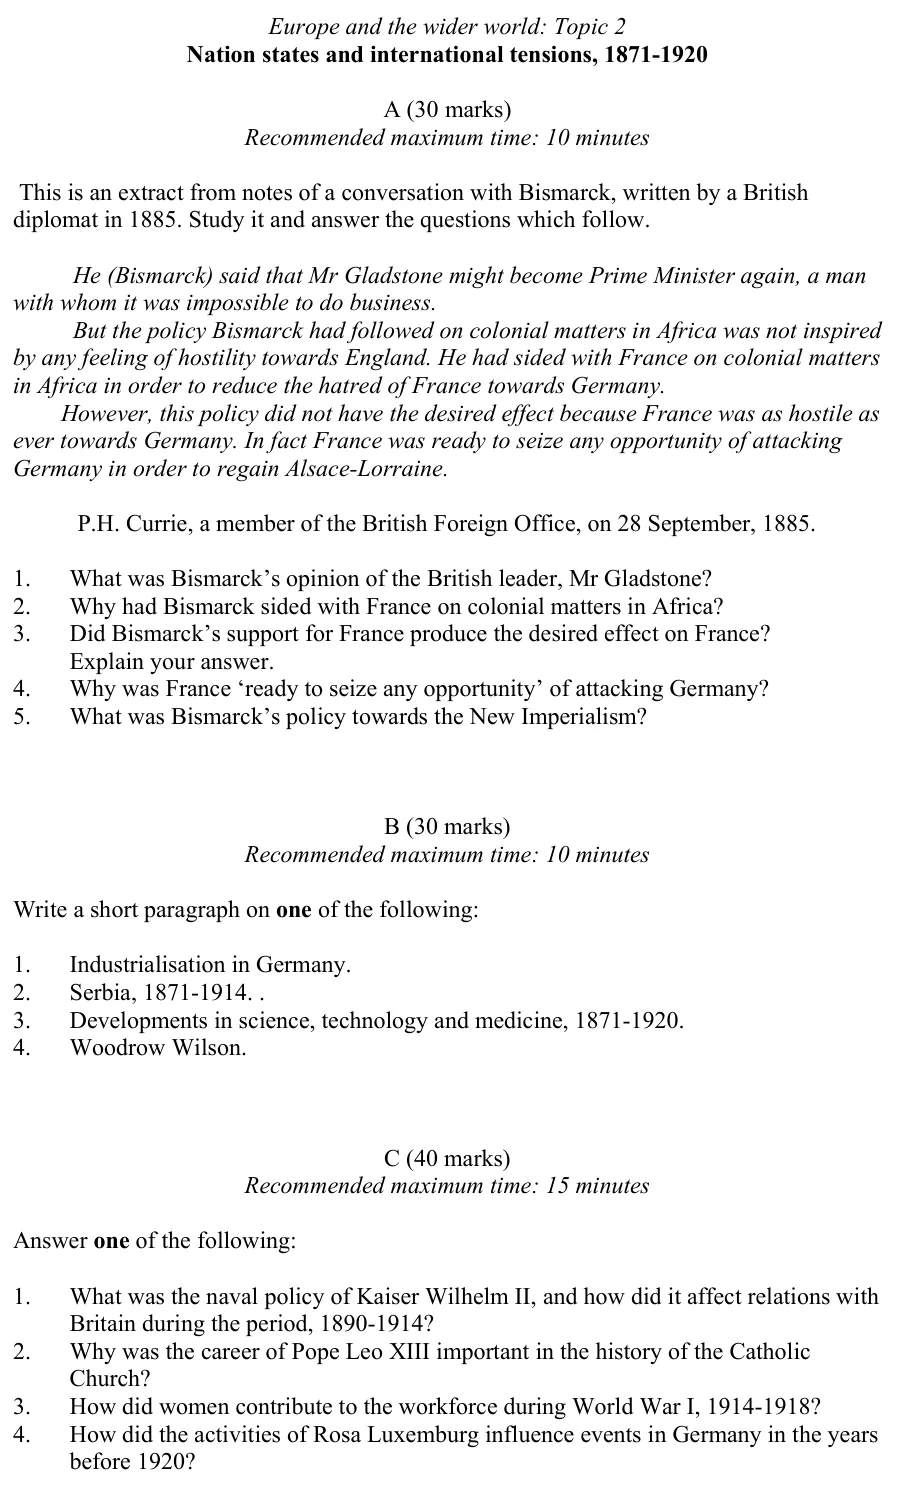 Europe and the wider world: Topic 2
Nation states and international tensions, 1871-1920
A (30 marks)
Recommended maximum time: 10 minutes
This is an extract from notes of a conversation with Bismarck, written by a British
diplomat in 1885. Study it and answer the questions which follow.
He (Bismarck) said that Mr Gladstone might become Prime Minister again, a man
with whom it was impossible to do business.
But the policy Bismarck had followed on colonial matters in Africa was not inspired
by any feeling of hostility towards England. He had sided with France on colonial matters
in Africa in order to reduce the hatred of France towards Germany.
However, this policy did not have the desired effect because France was as hostile as
ever towards Germany. In fact France was ready to seize any opportunity of attacking
Germany in order to regain Alsace-Lorraine.
P.H. Currie, a member of the British Foreign Office, on 28 September, 1885.
1. What was Bismarck’s opinion of the British leader, Mr Gladstone?
2. Why had Bismarck sided with France on colonial matters in Africa?
3. Did Bismarck’s support for France produce the desired effect on France?
Explain your answer.
4. Why was France ‘ready to seize any opportunity’ of attacking Germany?
5. What was Bismarck’s policy towards the New Imperialism?
B (30 marks)
Recommended maximum time: 10 minutes
Write a short paragraph on one of the following:
1. Industrialisation in Germany.
2. Serbia, 1871-1914. .
3. Developments in science, technology and medicine, 1871-1920.
4. Woodrow Wilson.
C (40 marks)
Recommended maximum time: 15 minutes
Answer one of the following:
1. What was the naval policy of Kaiser Wilhelm II, and how did it affect relations with
Britain during the period, 1890-1914?
2. Why was the career of Pope Leo XIII important in the history of the Catholic
Church?
3. How did women contribute to the workforce during World War I, 1914-1918?
4. How did the activities of Rosa Luxemburg influence events in Germany in the years
before 1920?